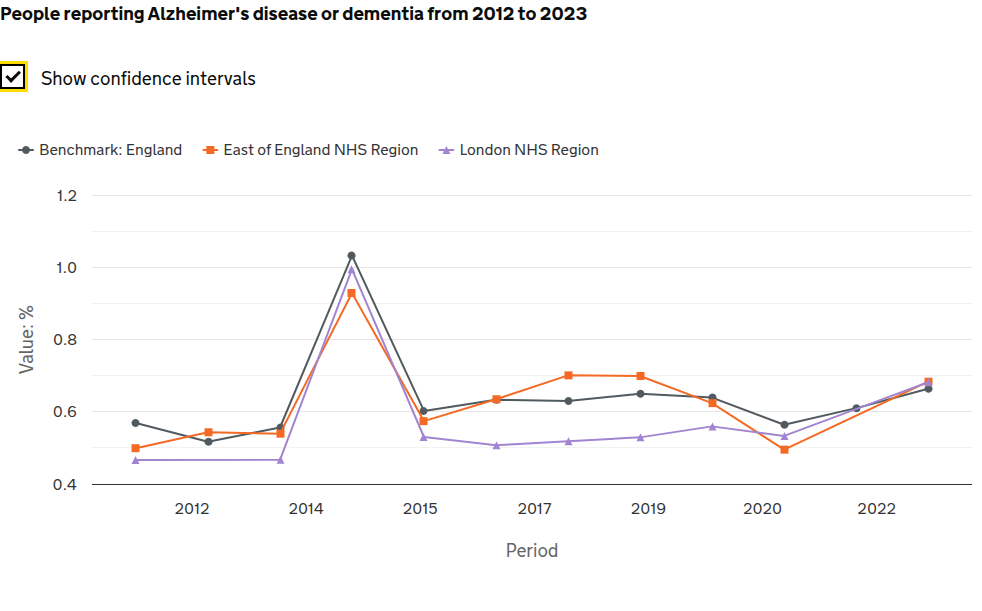 People reporting Alzheimer's disease or dementia from 2012 to 2023
Show confidence intervals
Benchmark: England East of England NHS Region London NHS Region
1.2
1.0
0.8
0.6
0.4
Value: %
2012 2014 2015 2017 2019 2020 2022
Period